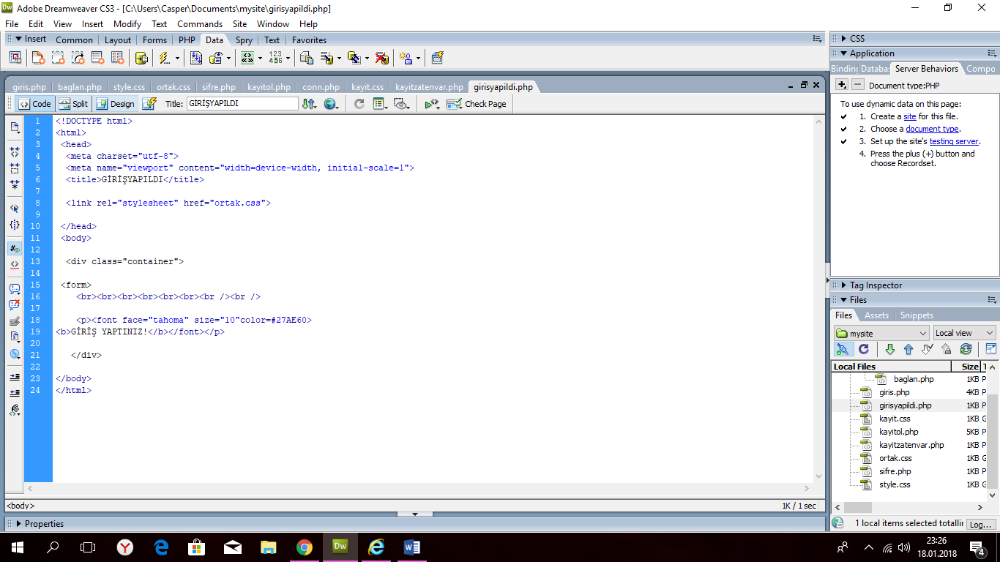 Dw Adobe Dreamweaver CS3 - [C:\Users\Casper\Documents\mysite\girisyapildi.php]
File Edit View Insert Modify Text Commands Site Window Help
Insert Common Layout Forms PHP Data Spry Text Favorites
giris.php baglan.php style.css ortak.css sifre.php kayitol.php conn.php kayit.css kayitzatenvar.php girisyapildi.php
Code Split Design Title: GİRİŞYAPILDI Check Page
1 <!DOCTYPE html>
2 <html>
3 <head>
4 <meta charset="utf-8">
5 <meta name="viewport" content="width=device-width, initial-scale=1">
6 <title>GİRİŞYAPILDI</title>
7
8 <link rel="stylesheet" href="ortak.css">
9
10 </head>
11 <body>
12
13 <div class="container">
14
15 <form>
16 <br><br><br><br><br><br><br /><br />
17
18 <p><font face="tahoma" size="10"color=#27AE60>
19 <b>GİRİŞ YAPTINIZ!</b></font></p>
20
21 </div>
22
23 </body>
24 </html>
<body> 1K / 1 sec
Properties
CSS
Application
Bindin Databa: Server Behaviors Compo
Document type:PHP
To use dynamic data on this page:
1. Create a site for this file.
2. Choose a document type.
3. Set up the site's testing server.
4. Press the plus (+) button and
choose Recordset.
Tag Inspector
Files
Files Assets Snippets
mysite Local view
Local Files Size T
baglan.php 1KB P
giris.php 4KB P
girisyapildi.php 1KB P
kayit.css 1KB C
kayitol.php 5KB P
kayitzatenvar.php 1KB P
ortak.css 1KB C
sifre.php 1KB P
style.css 1KB C
1 local items selected totallir Log...
Dw W 23:26
18.01.2018 4